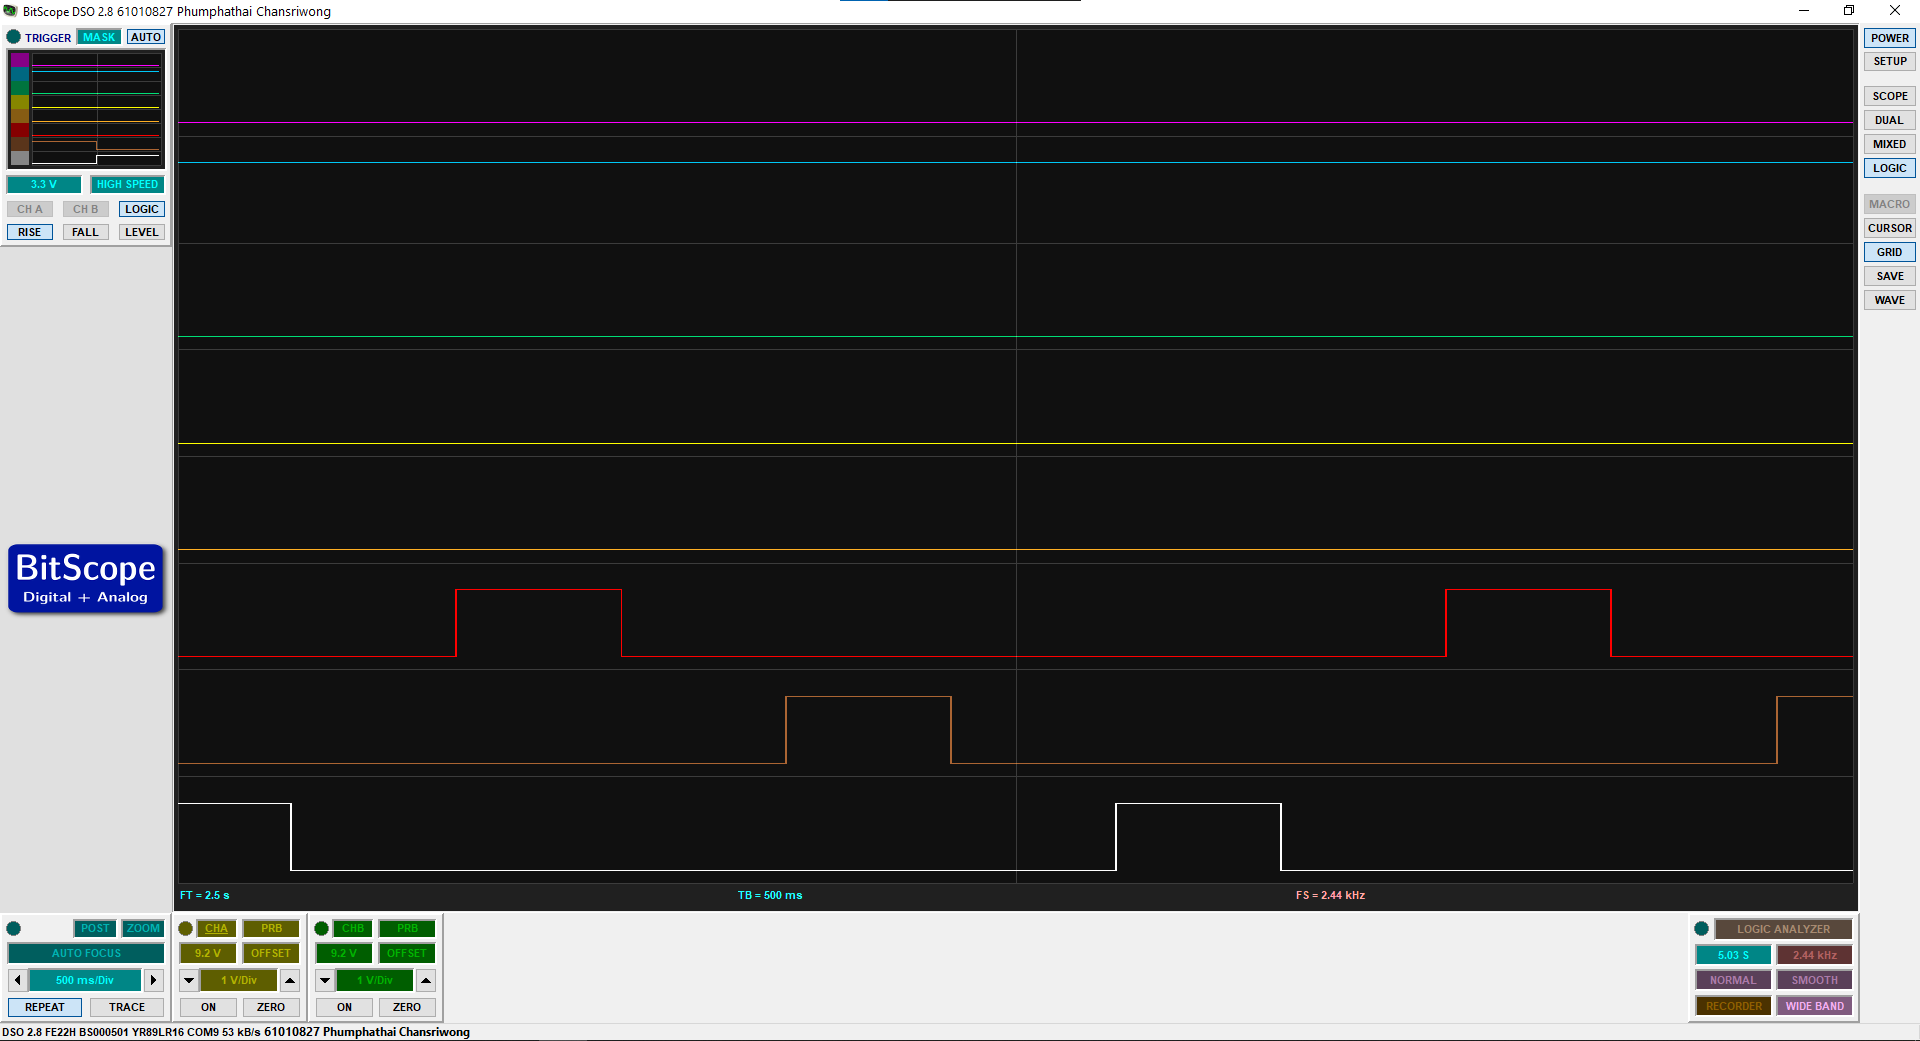 BitScope DSO 2.8 61010827 Phumphathai Chansriwong
TRIGGER MASK AUTO
3.3 V HIGH SPEED
CH A CH B LOGIC
RISE FALL LEVEL
BitScope
Digital + Analog
POWER
SETUP
SCOPE
DUAL
MIXED
LOGIC
MACRO
CURSOR
GRID
SAVE
WAVE
FT = 2.5 s TB = 500 ms FS = 2.44 kHz
POST ZOOM
AUTO FOCUS
500 ms/Div
REPEAT TRACE
CHA PRB
9.2 V OFFSET
1 V/Div
ON ZERO
CHB PRB
9.2 V OFFSET
1 V/Div
ON ZERO
LOGIC ANALYZER
5.03 S 2.44 kHz
NORMAL SMOOTH
RECORDER WIDE BAND
DSO 2.8 FE22H BS000501 YR89LR16 COM9 53 kB/s 61010827 Phumphathai Chansriwong